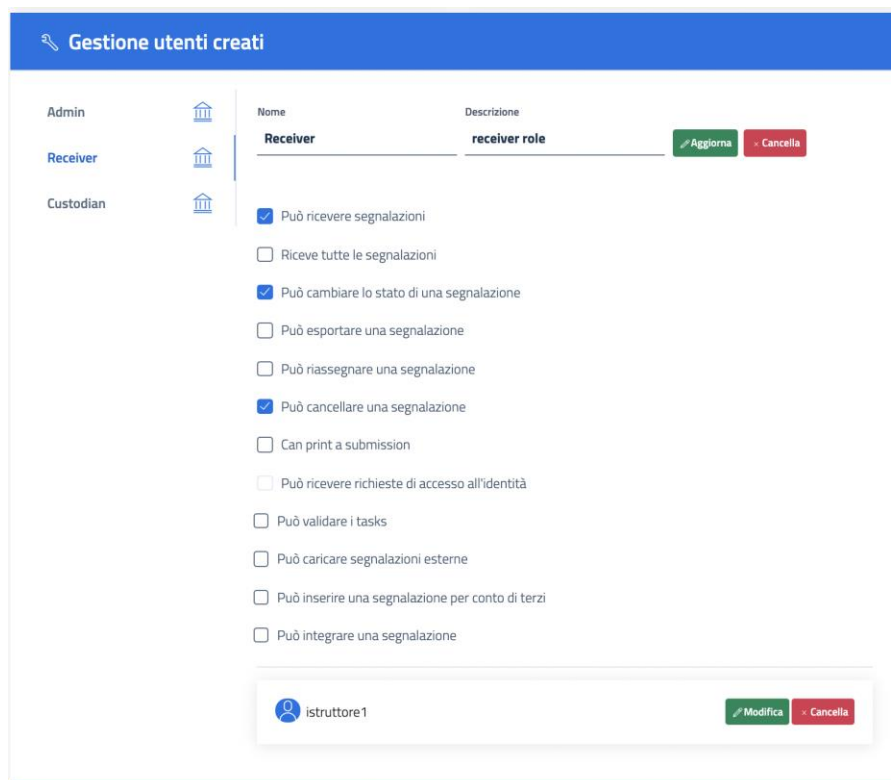 Gestione utenti creati
Admin
Receiver
Custodian
Nome
Descrizione
Receiver
receiver role
Aggiorna
× Cancella
Può ricevere segnalazioni
Riceve tutte le segnalazioni
Può cambiare lo stato di una segnalazione
Può esportare una segnalazione
Può riassegnare una segnalazione
Può cancellare una segnalazione
Can print a submission
Può ricevere richieste di accesso all'identità
Può validare i tasks
Può caricare segnalazioni esterne
Può inserire una segnalazione per conto di terzi
Può integrare una segnalazione
istruttore1
Modifica
× Cancella